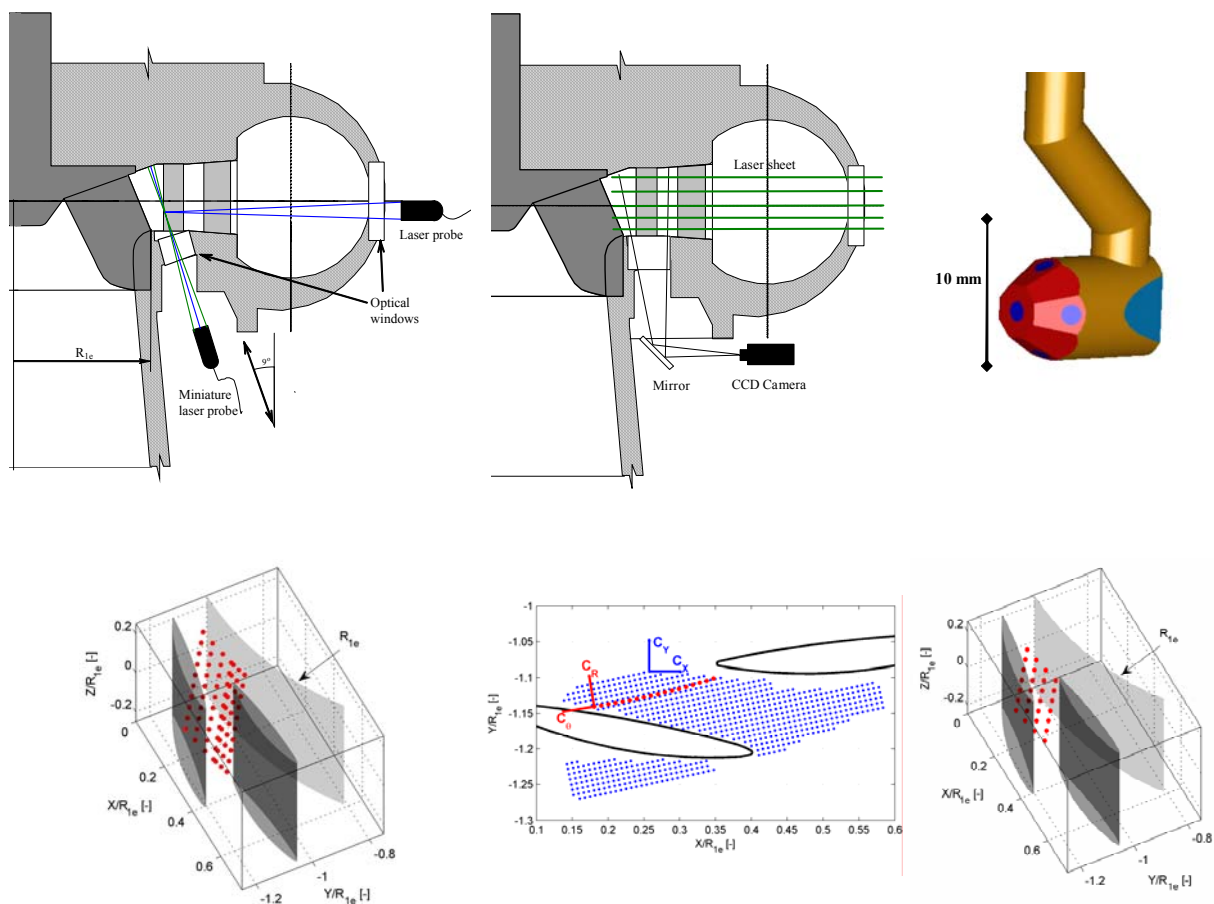 Laser probe
Optical
windows
R1e
9°
Miniature
laser probe
Laser sheet
Mirror
CCD Camera
10 mm
0.2
0
-0.2
Z/R1e [-]
0
0.2
0.4
0.6
X/R1e [-]
-1.2
-1
-0.8
Y/R1e [-]
R1e
-1
-1.05
-1.1
-1.15
-1.2
-1.25
-1.3
Y/R1e [-]
0.1 0.15 0.2 0.25 0.3 0.35 0.4 0.45 0.5 0.55 0.6
X/R1e [-]
CY
CX
CR
Cθ
0.2
0
-0.2
Z/R1e [-]
0
0.2
0.4
0.6
X/R1e [-]
-1.2
-1
-0.8
Y/R1e [-]
R1e